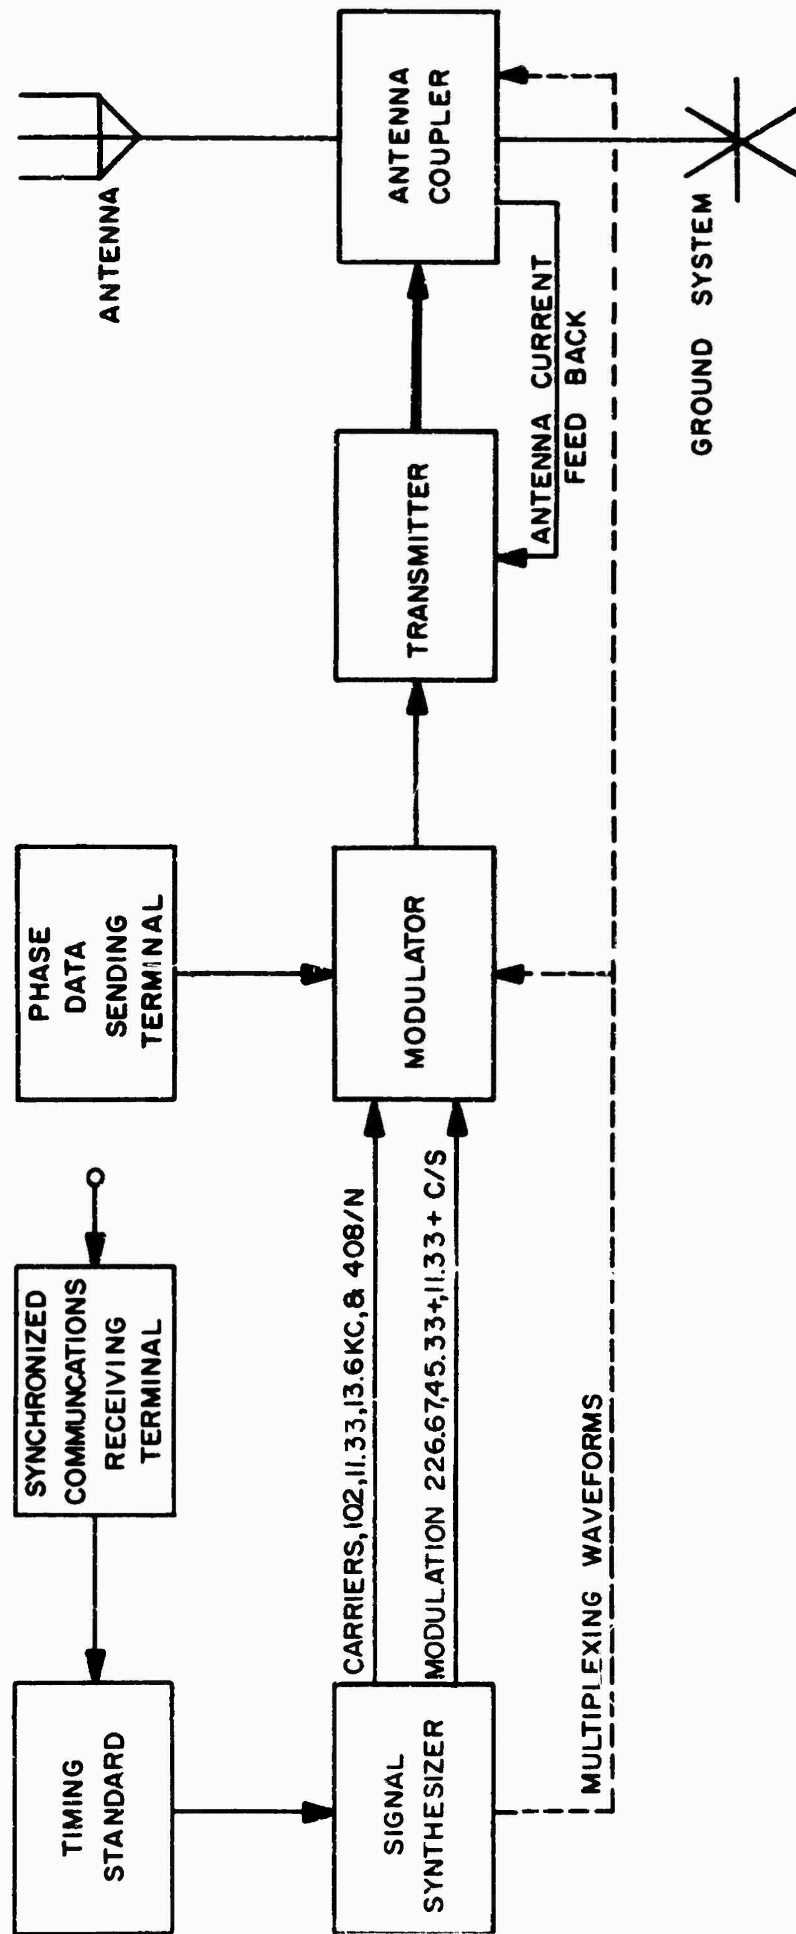 TIMING
STANDARD
SYNCHRONIZED
COMMUNCATIONS
RECEIVING
TERMINAL
PHASE
DATA
SENDING
TERMINAL
ANTENNA
SIGNAL
SYNTHESIZER
CARRIERS,102,11.33,13.6KC,& 408/N
MODULATION 226.67,45.33+,11.33+ C/S
MODULATOR
TRANSMITTER
ANTENNA
COUPLER
ANTENNA CURRENT
FEED BACK
MULTIPLEXING WAVEFORMS
GROUND SYSTEM